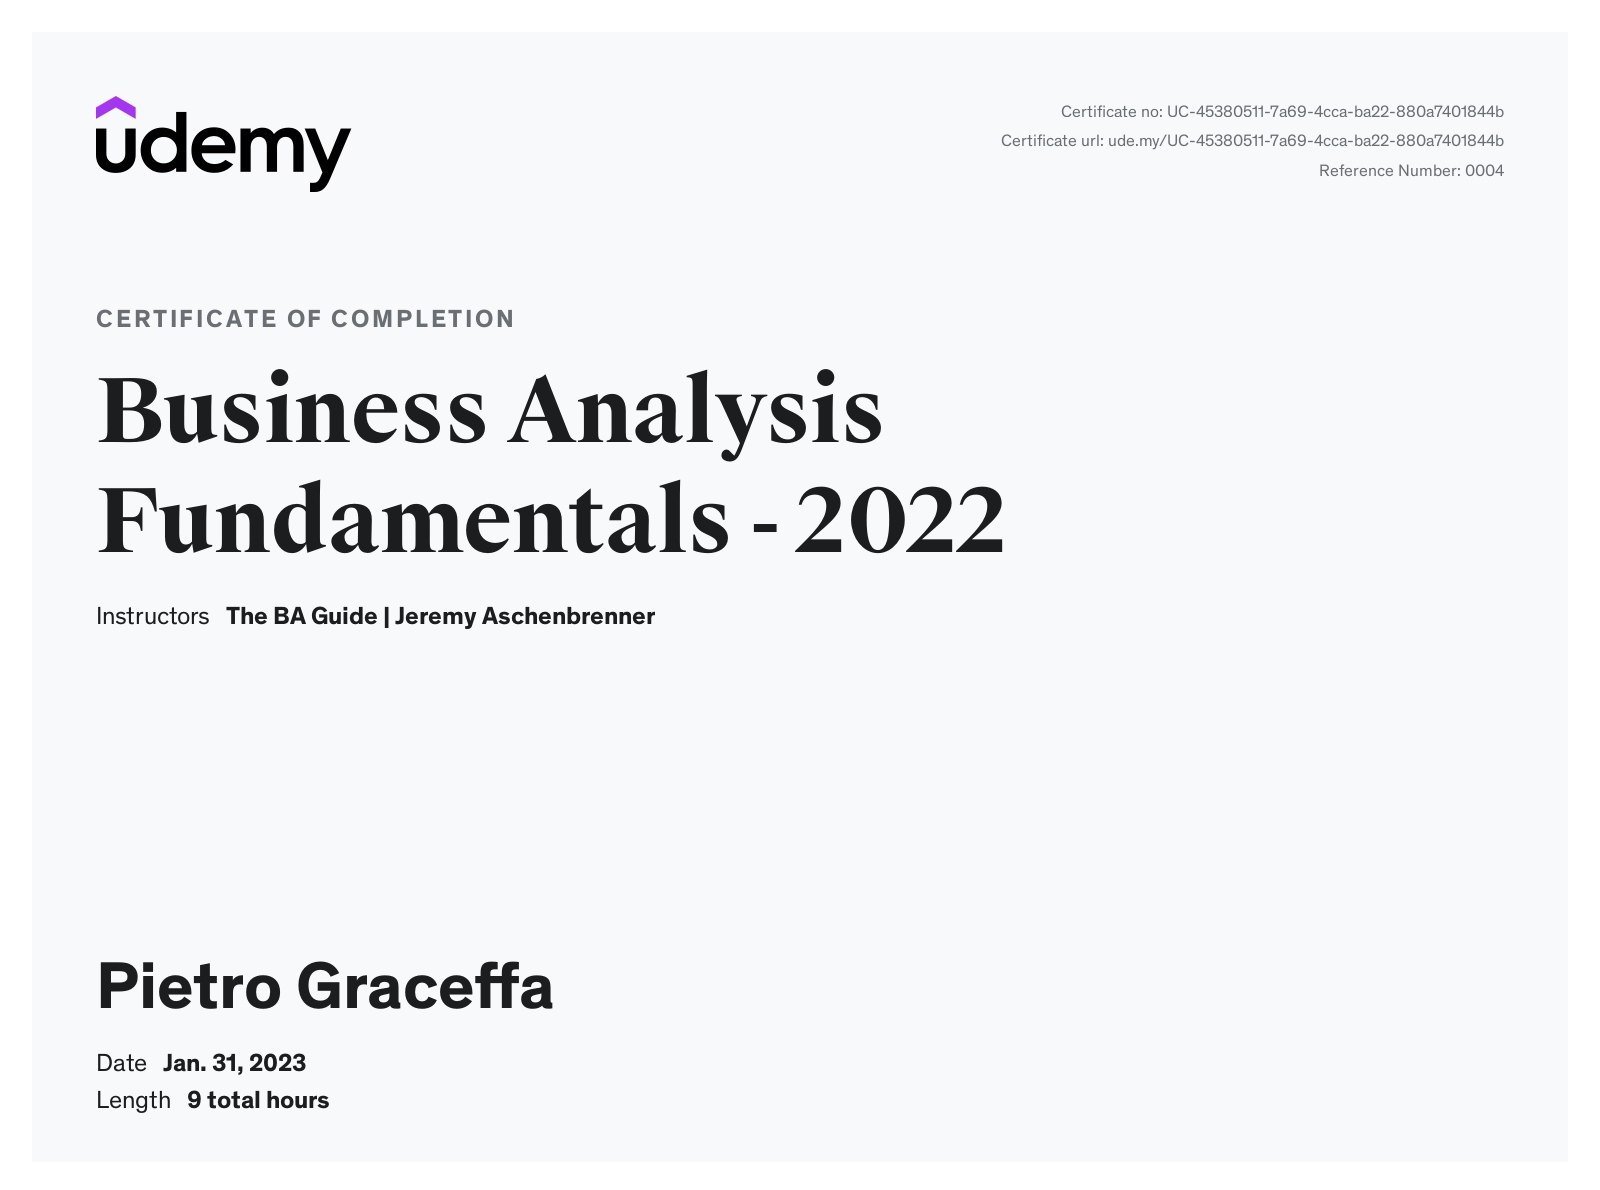 udemy
Certificate no: UC-45380511-7a69-4cca-ba22-880a7401844b
Certificate url: ude.my/UC-45380511-7a69-4cca-ba22-880a7401844b
Reference Number: 0004
CERTIFICATE OF COMPLETION
Business Analysis
Fundamentals - 2022
Instructors The BA Guide | Jeremy Aschenbrenner
Pietro Graceffa
Date Jan. 31, 2023
Length 9 total hours